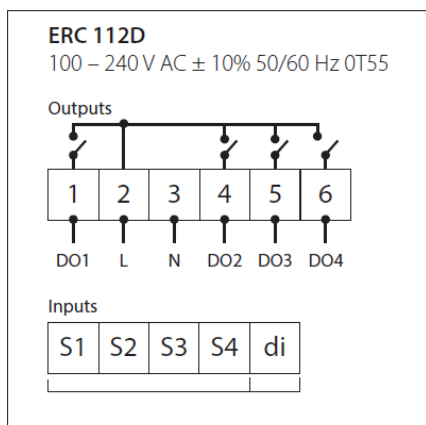 ERC 112D
100 – 240 V AC ± 10% 50/60 Hz 0T55
Outputs
1 2 3 4 5 6
DO1 L N DO2 DO3 DO4
Inputs
S1 S2 S3 S4 di